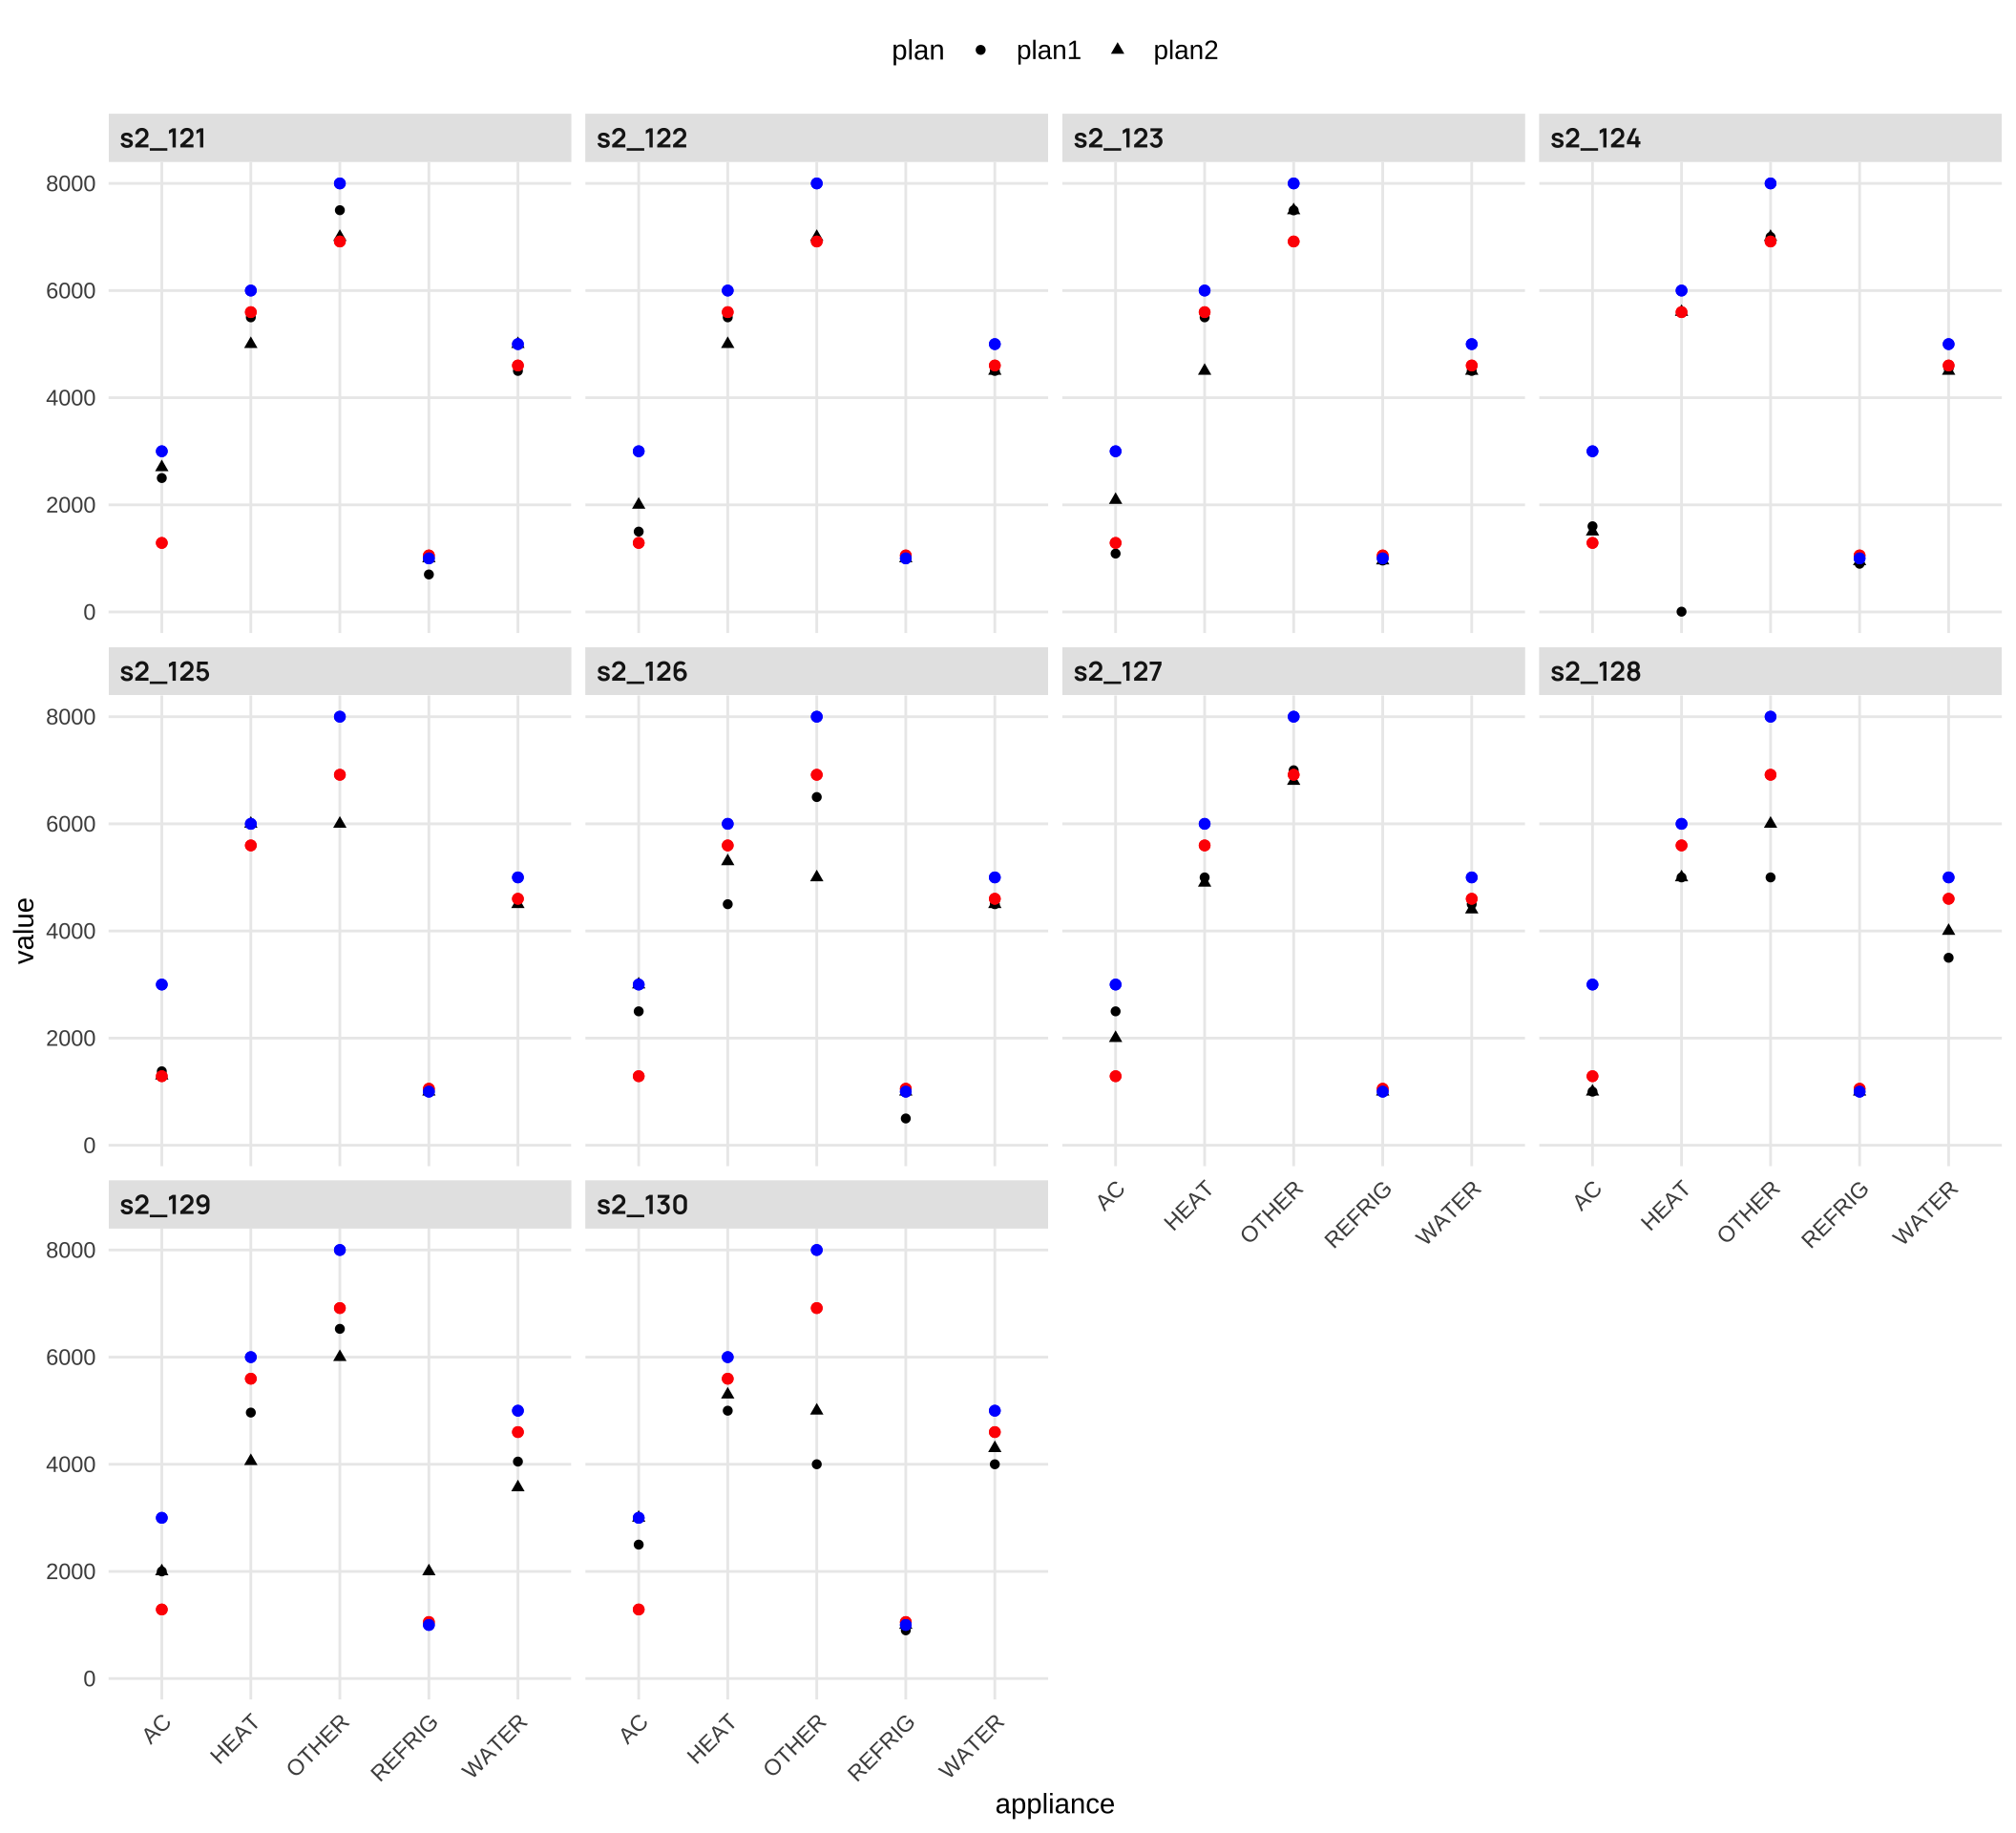 plan plan1 plan2
s2_121 s2_122 s2_123 s2_124
8000
6000
4000
2000
0
s2_125 s2_126 s2_127 s2_128
8000
6000
4000
2000
0
AC HEAT OTHER REFRIG WATER AC HEAT OTHER REFRIG WATER
s2_129 s2_130
8000
6000
4000
2000
0
AC HEAT OTHER REFRIG WATER AC HEAT OTHER REFRIG WATER
value
appliance